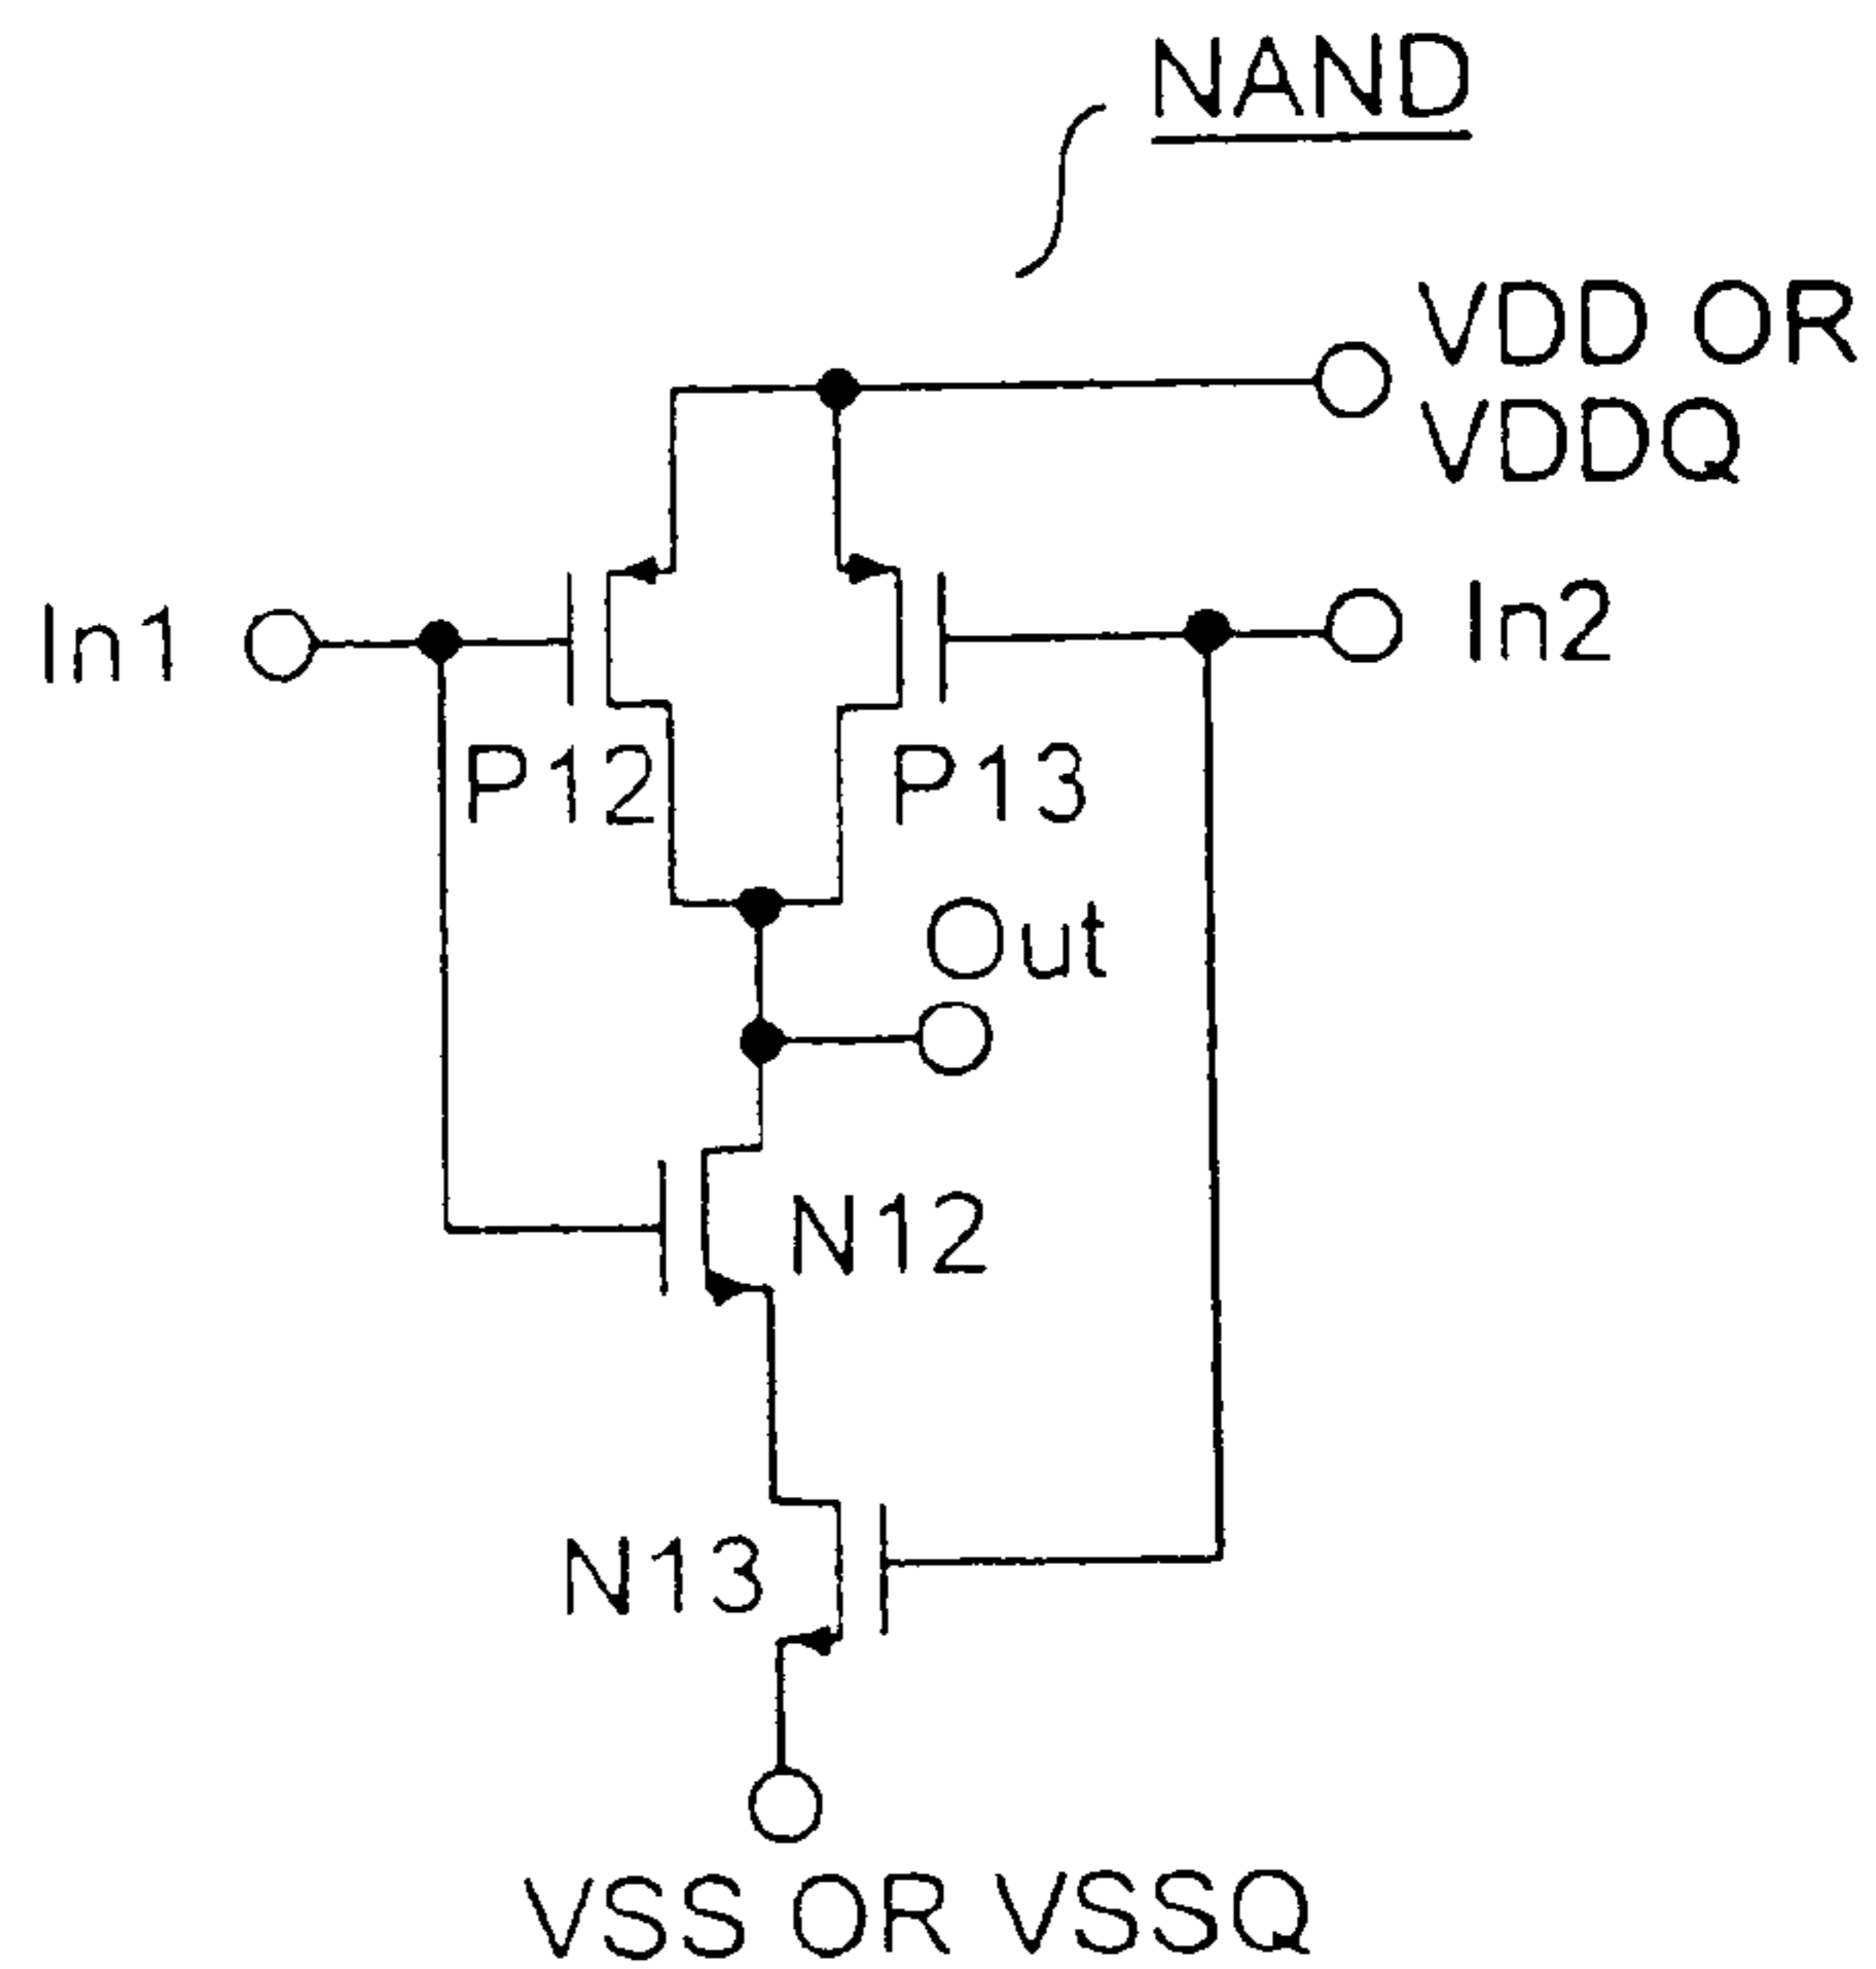 NAND
VDD OR
VDDQ
In1
In2
P12
P13
Out
N12
N13
VSS OR VSSQ